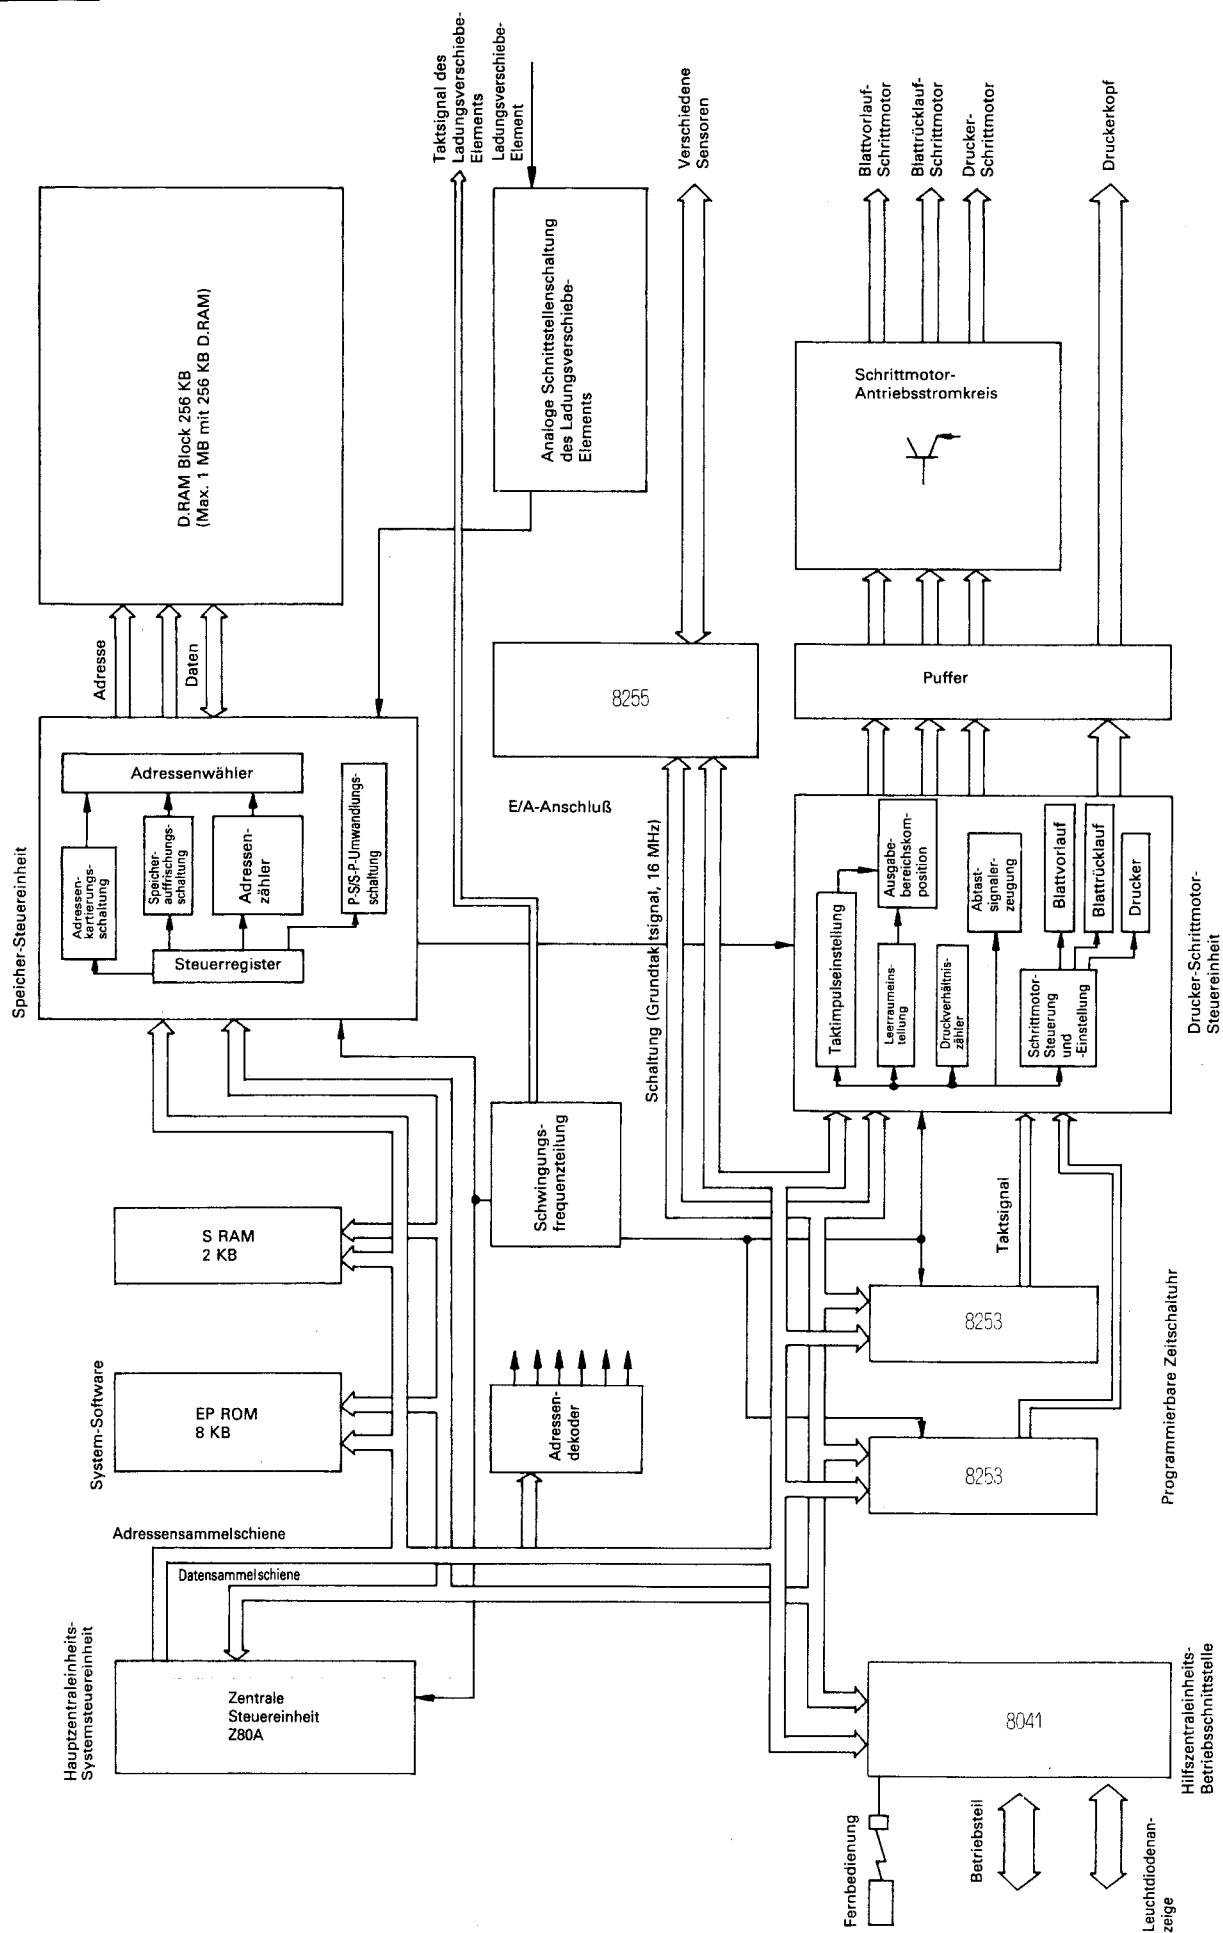 Taktsignal des
Ladungsverschiebe-
Elements
Ladungsverschiebe-
Element
Verschiedene
Sensoren
Blattvorlauf-
Schrittmotor
Blattrücklauf-
Schrittmotor
Drucker-
Schrittmotor
Druckerkopf
D.RAM Block 256 KB
(Max. 1 MB mit 256 KB D.RAM)
Analoge Schnittstellenschaltung
des Ladungsverschiebe-
Elements
Schrittmotor-
Antriebsstromkreis
Adresse
Daten
8255
Puffer
Speicher-Steuereinheit
Adressenwähler
Adressen-
kartierungs-
schaltung
Speicher-
auffrischungs-
schaltung
Adressen-
zähler
P-S/S-P-Umwandlungs-
schaltung
Steuerregister
E/A-Anschluß
Schaltung (Grundtaktsignal, 16 MHz)
Taktimpulseinstellung
Ausgabe-
bereichskom-
position
Leerraumeins-
tellung
Druckverhältnis-
zähler
Abtast-
signaler-
zeugung
Schrittmotor-
Steuerung
und
-Einstellung
Blattvorlauf
Blattrücklauf
Drucker
Drucker-Schrittmotor-
Steuereinheit
S RAM
2 KB
Schwingungs-
frequenzteilung
Taktsignal
8253
System-Software
EP ROM
8 KB
Adressen-
dekoder
8253
Programmierbare Zeitschaltuhr
Adressensammelschiene
Datensammelschiene
Hauptzentraleinheits-
Systemsteuereinheit
Zentrale
Steuereinheit
Z80A
8041
Hilfszentraleinheits-
Betriebsschnittstelle
Fernbedienung
Betriebsteil
Leuchtdiodenan-
zeige